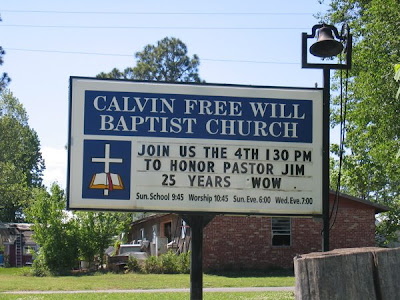 CALVIN FREE WILL
BAPTIST CHURCH
JOIN US THE 4TH 130 PM
TO HONOR PASTOR JIM
25 YEARS WOW
SUN. SCHOOL 9:45 WORSHIP 10:45 SUN. EVE. 6:00 WED. EVE. 7:00